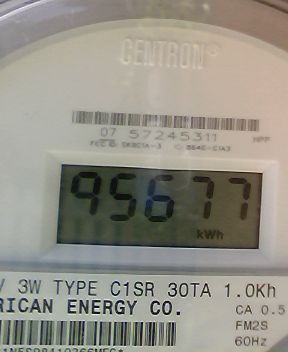 CENTRON®
07 57245311
95677
kWh
3W TYPE C1SR 30TA 1.0Kh
RICAN ENERGY CO.
CA 0.5
FM2S
60Hz